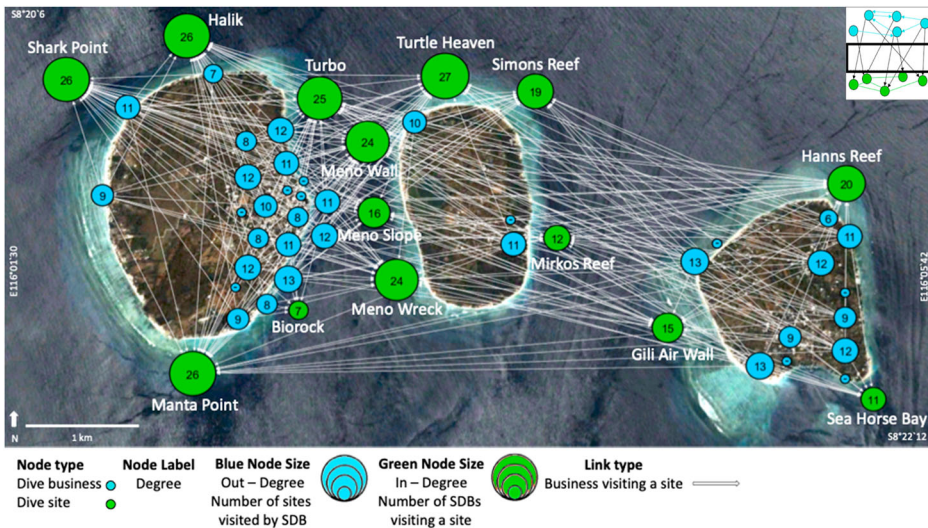 S8°20`6
Halik
26
Shark Point
26
7
Turbo
25
Turtle Heaven
27
Simons Reef
19
11
12
10
8
24
Meno Wall
11
12
Hanns Reef
20
9
10
11
8
16
Meno Slope
6
11
8
11
12
11
12
Mirkos Reef
13
12
12
13
24
Meno Wreck
8
7
Biorock
9
9
15
Gili Air Wall
9
12
13
26
Manta Point
11
Sea Horse Bay
E116°01`30
E116°05`42
N
1 km
S8°22`12
Node type
Dive business
Dive site
Node Label
Degree
Blue Node Size
Out – Degree
Number of sites
visited by SDB
Green Node Size
In – Degree
Number of SDBs
visiting a site
Link type
Business visiting a site